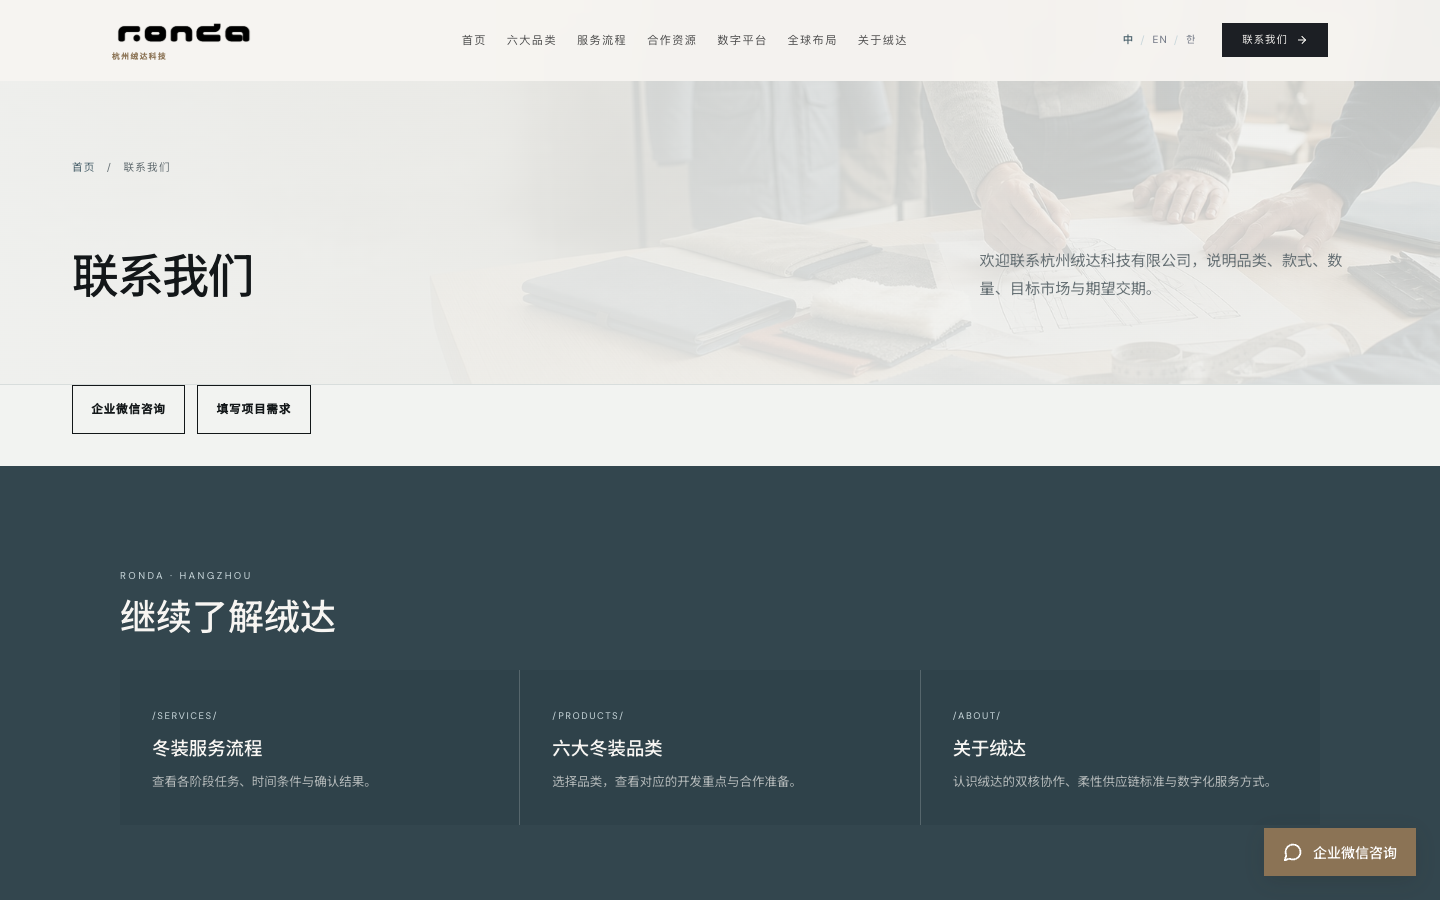 ronda
杭州绒达科技
首页
六大品类
服务流程
合作资源
数字平台
全球布局
关于绒达
中 / EN / 한
联系我们
首页 / 联系我们
联系我们
欢迎联系杭州绒达科技有限公司，说明品类、款式、数
量、目标市场与期望交期。
企业微信咨询
填写项目需求
RONDA · HANGZHOU
继续了解绒达
/SERVICES/
冬装服务流程
查看各阶段任务、时间条件与确认结果。
/PRODUCTS/
六大冬装品类
选择品类，查看对应的开发重点与合作准备。
/ABOUT/
关于绒达
认识绒达的双核协作、柔性供应链标准与数字化服务方式。
企业微信咨询